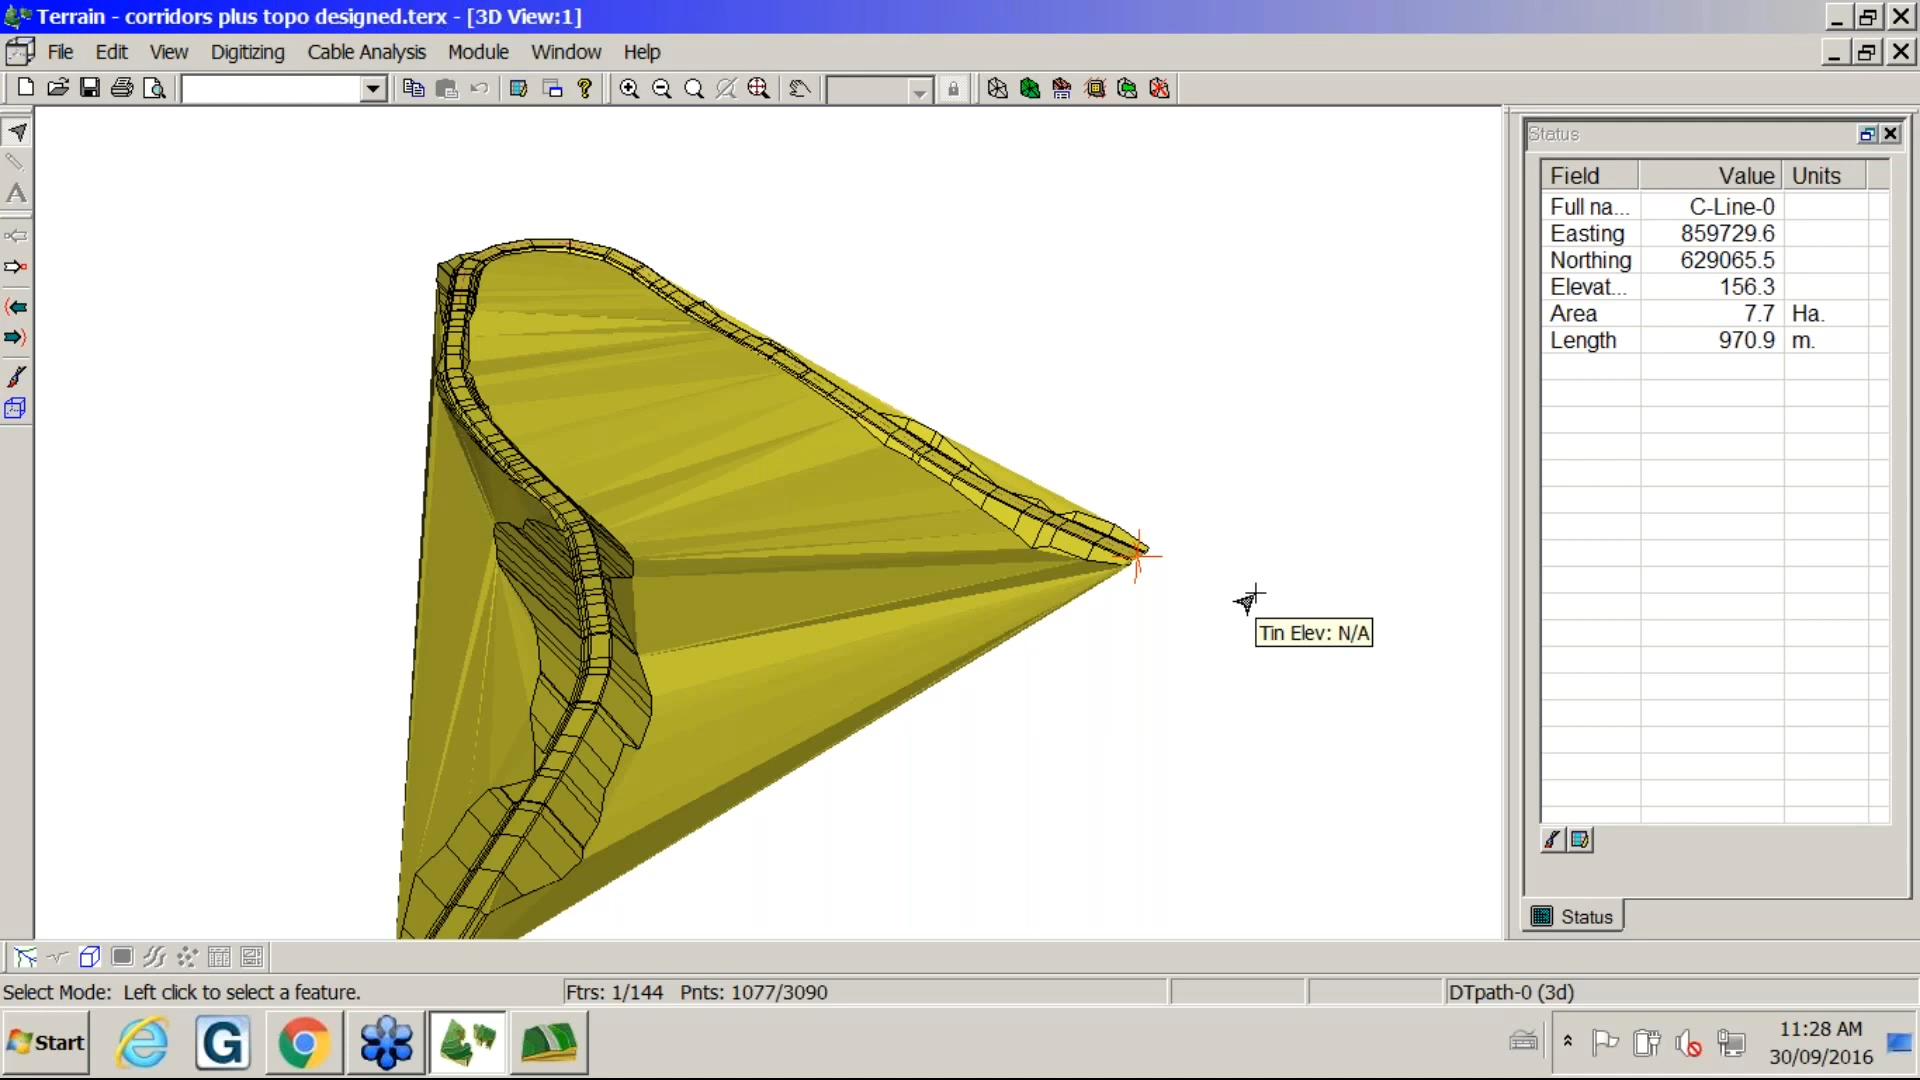 Terrain - corridors plus topo designed.terx - [3D View:1]
File Edit View Digitizing Cable Analysis Module Window Help
Status
Field Value Units
Full na... C-Line-0
Easting 859729.6
Northing 629065.5
Elevat... 156.3
Area 7.7 Ha.
Length 970.9 m.
Tin Elev: N/A
Status
Select Mode: Left click to select a feature. Ftrs: 1/144 Pnts: 1077/3090 DTpath-0 (3d)
Start
11:28 AM
30/09/2016